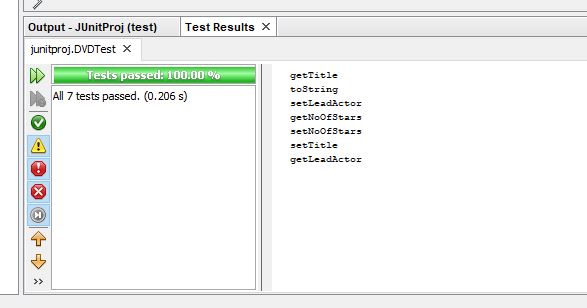 Output - JUnitProj (test)
Test Results
junitproj.DVDTest
Tests passed: 100.00 %
All 7 tests passed. (0.206 s)
getTitle
toString
setLeadActor
getNoOfStars
setNoOfStars
setTitle
getLeadActor